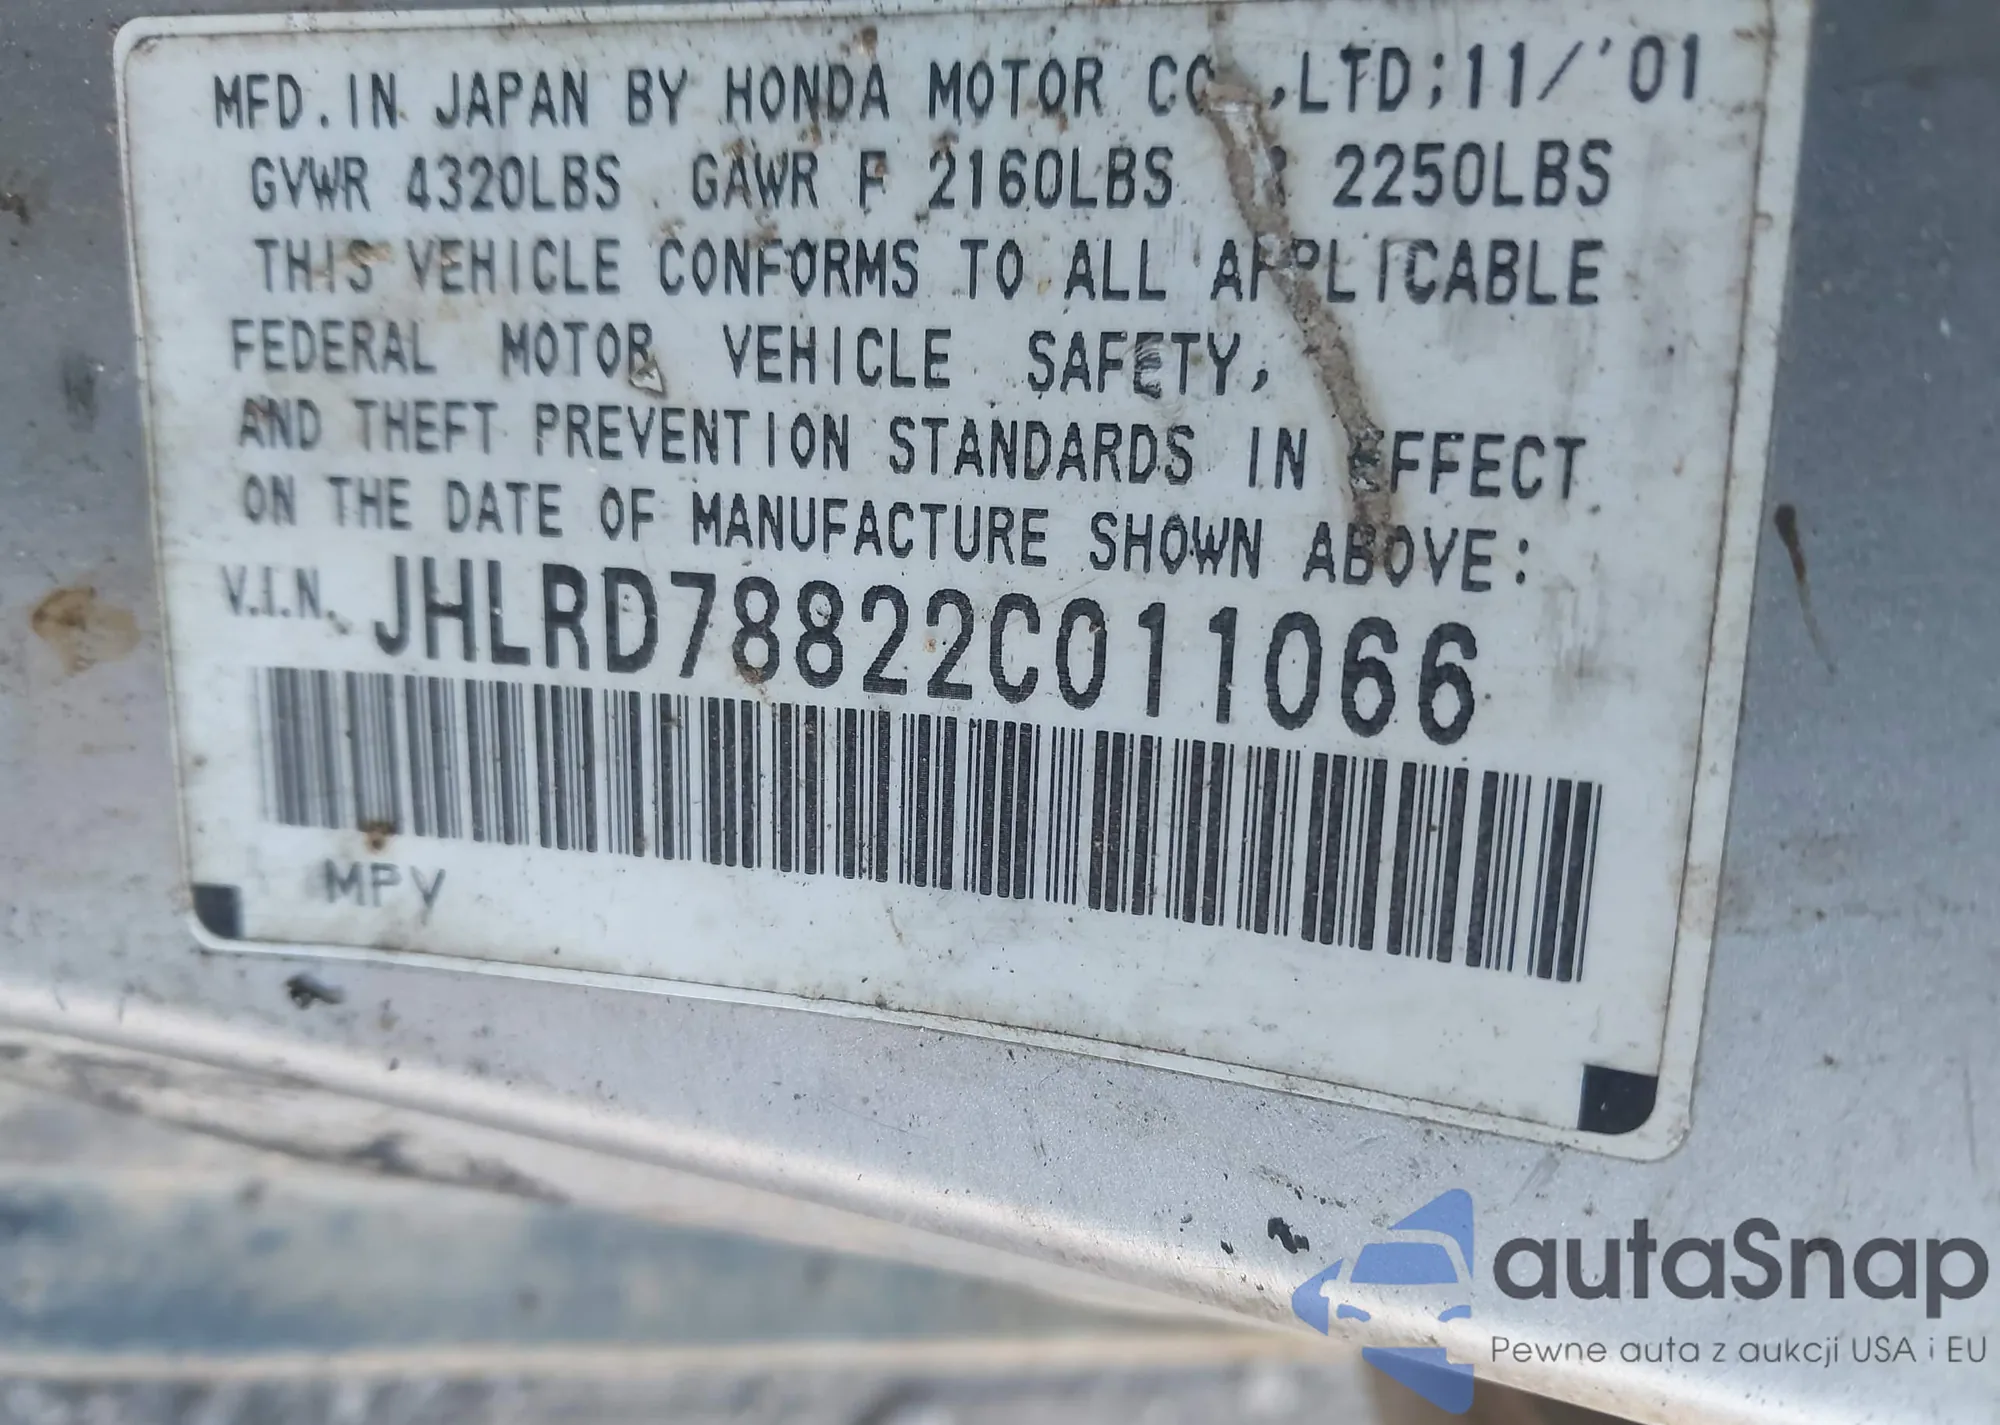 MFD. IN JAPAN BY HONDA MOTOR CO.,LTD;11/'01
GVWR 4320LBS GAWR F 2160LBS R 2250LBS
THIS VEHICLE CONFORMS TO ALL APPLICABLE
FEDERAL MOTOR VEHICLE SAFETY,
AND THEFT PREVENTION STANDARDS IN EFFECT
ON THE DATE OF MANUFACTURE SHOWN ABOVE:
V.I.N. JHLRD78822C011066
MPV
autaSnap
Pewne auta z aukcji USA i EU